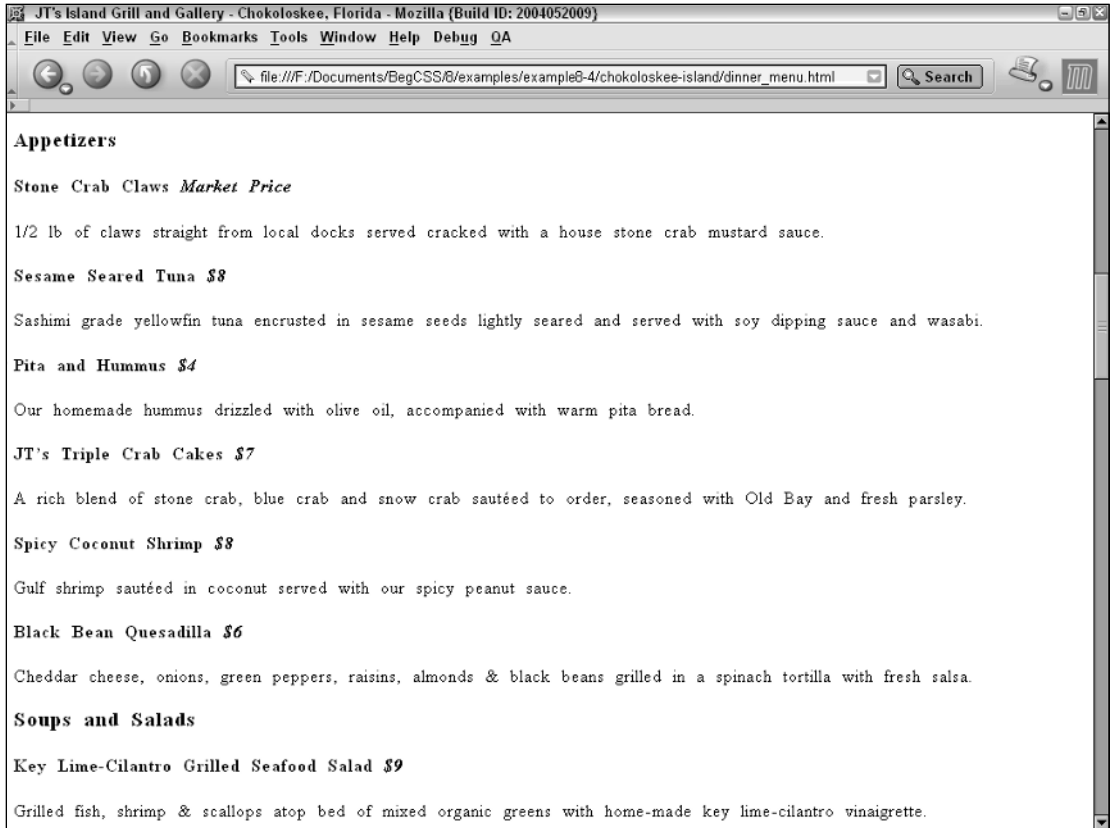 JT's Island Grill and Gallery - Chokoloskee, Florida - Mozilla {Build ID: 2004052009}
File Edit View Go Bookmarks Tools Window Help Debug QA
file:///F:/Documents/BegCSS/8/examples/example8-4/chokoloskee-island/dinner_menu.html Search
Appetizers
Stone Crab Claws Market Price
1/2 lb of claws straight from local docks served cracked with a house stone crab mustard sauce.
Sesame Seared Tuna $8
Sashimi grade yellowfin tuna encrusted in sesame seeds lightly seared and served with soy dipping sauce and wasabi.
Pita and Hummus $4
Our homemade hummus drizzled with olive oil, accompanied with warm pita bread.
JT's Triple Crab Cakes $7
A rich blend of stone crab, blue crab and snow crab sautéed to order, seasoned with Old Bay and fresh parsley.
Spicy Coconut Shrimp $8
Gulf shrimp sautéed in coconut served with our spicy peanut sauce.
Black Bean Quesadilla $6
Cheddar cheese, onions, green peppers, raisins, almonds & black beans grilled in a spinach tortilla with fresh salsa.
Soups and Salads
Key Lime-Cilantro Grilled Seafood Salad $9
Grilled fish, shrimp & scallops atop bed of mixed organic greens with home-made key lime-cilantro vinaigrette.